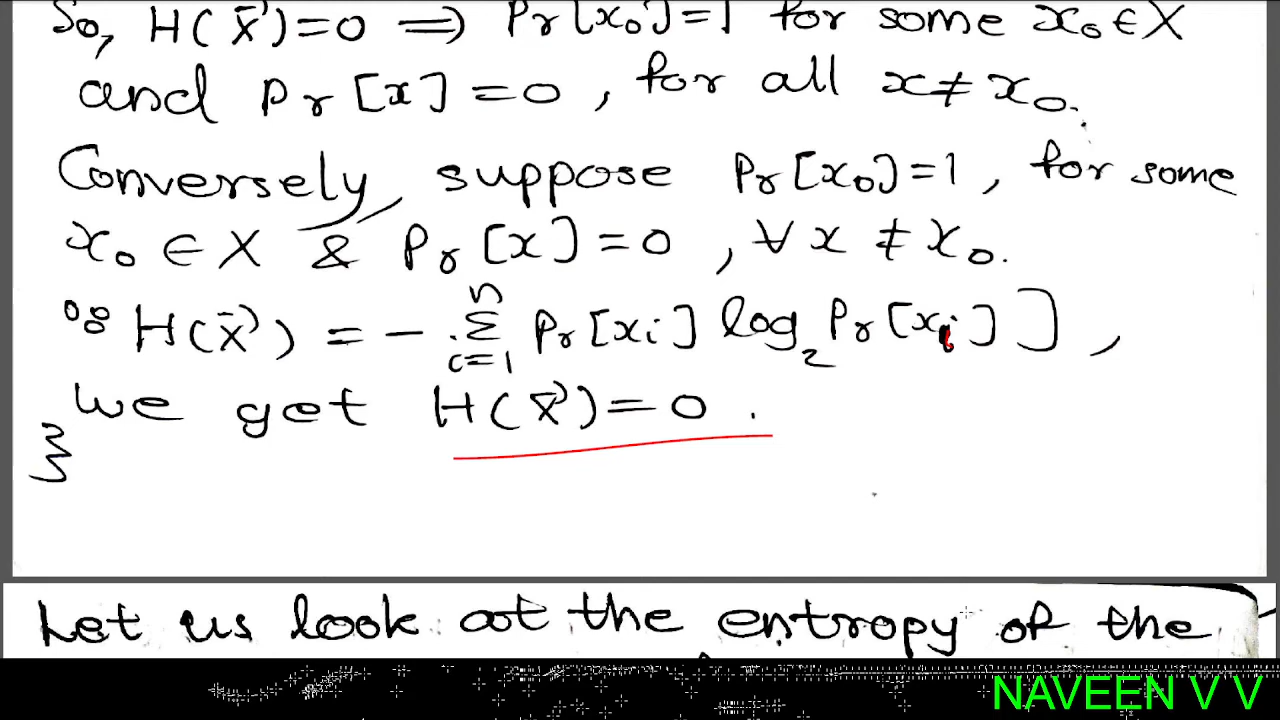 So, H(X̄)=0 ⟹ Pr[x₀]=1 for some x₀∈X
and Pr[x]=0, for all x≠x₀.
Conversely, suppose Pr[x₀]=1, for some
x₀ ∈ X & Pr[x]=0, ∀ x ≠ x₀.
∵ H(X̄) = - Σⁿᵢ₌₁ Pr[xᵢ] log₂ Pr[xᵢ] ],
we get H(X̄)=0.
}
Let us look at the entropy of the
NAVEEN V V